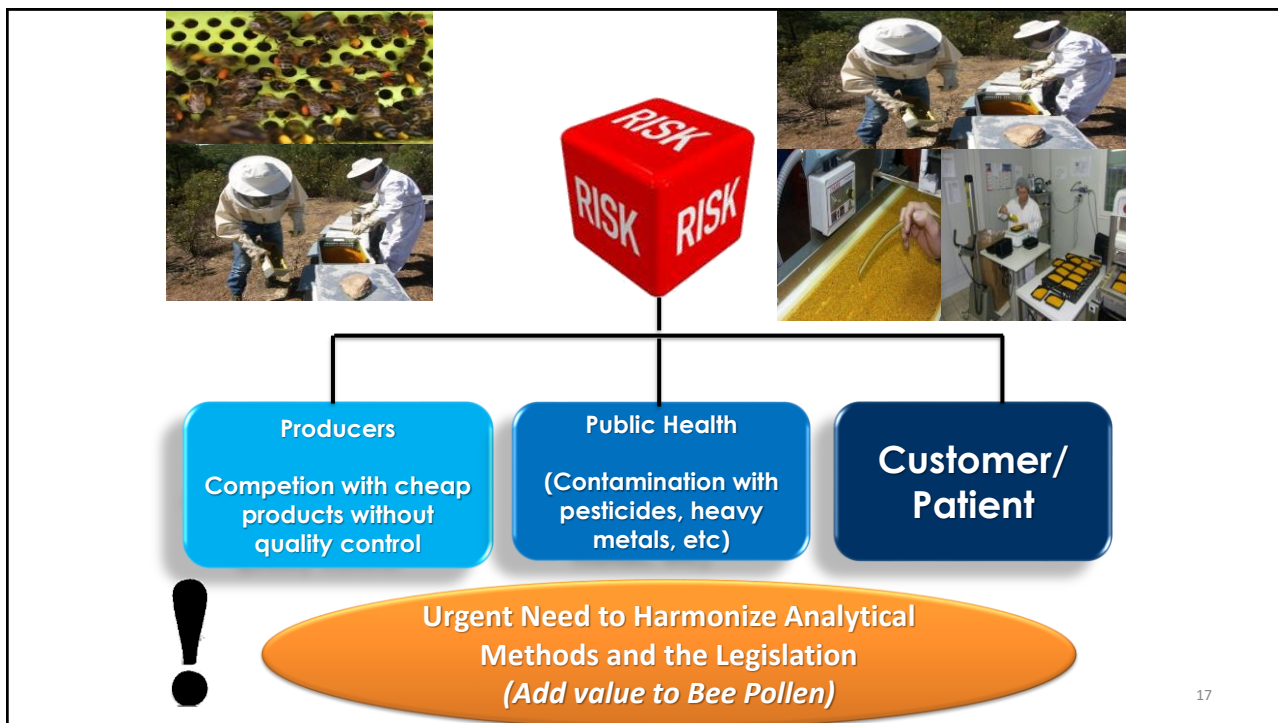 RISK
RISK
RISK
Producers
Competion with cheap
products without
quality control
Public Health
(Contamination with
pesticides, heavy
metals, etc)
Customer/
Patient
!
Urgent Need to Harmonize Analytical
Methods and the Legislation
(Add value to Bee Pollen)
17